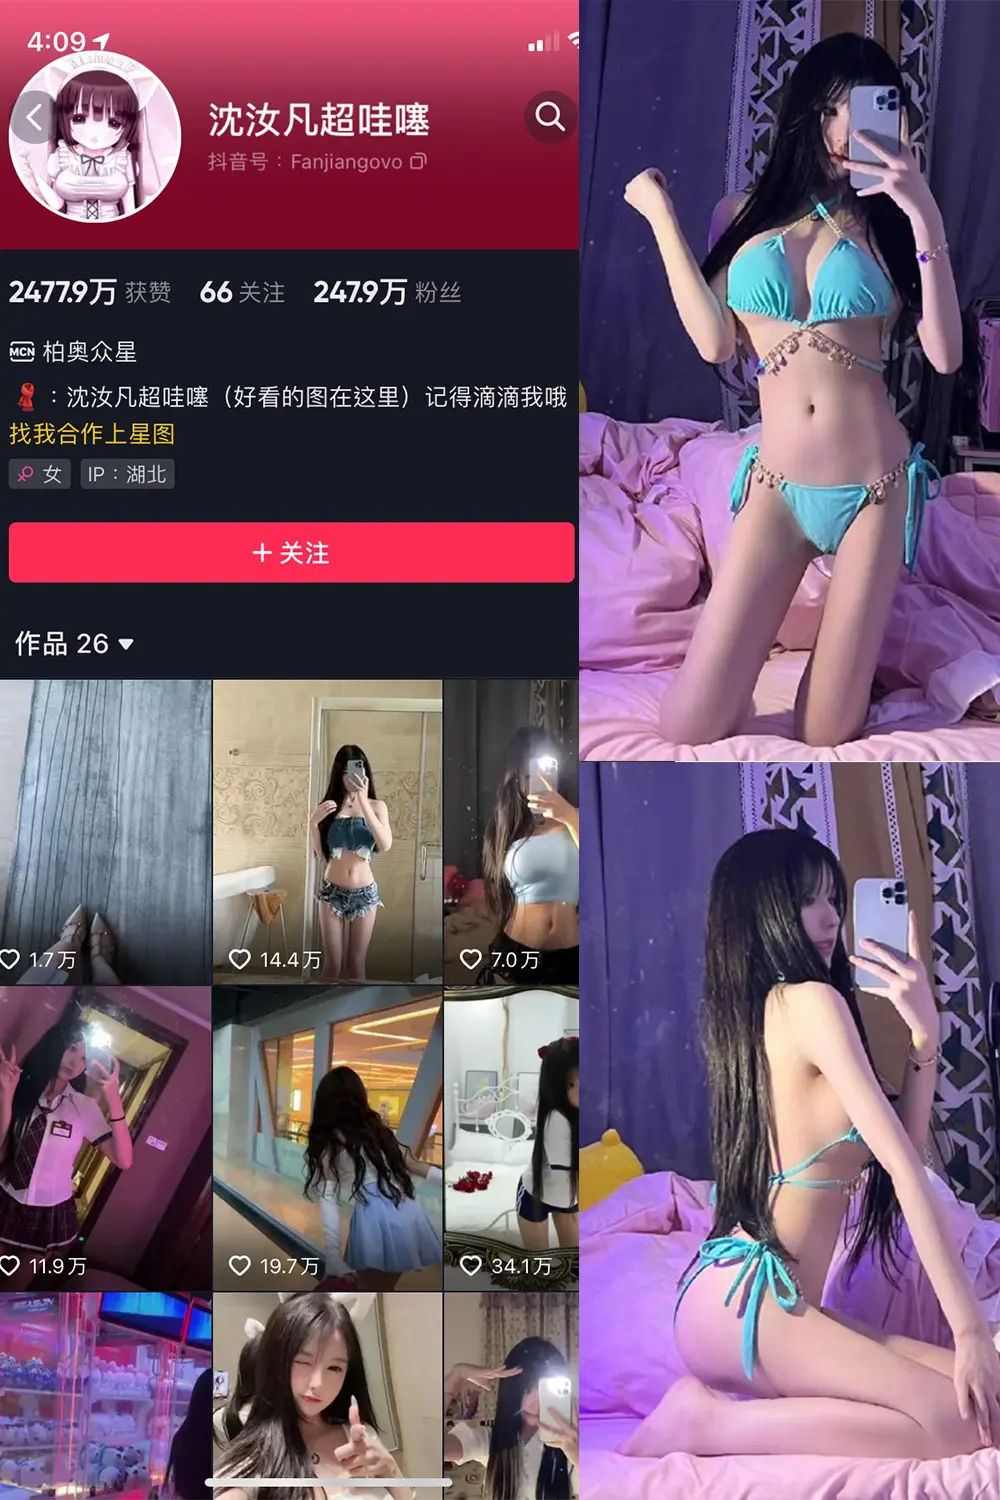 4:09
沈汝凡超哇噻
抖音号：Fanjiangovo
2477.9万 获赞 66 关注 247.9万 粉丝
MCN 柏奥众星
：沈汝凡超哇噻（好看的图在这里）记得滴滴我哦
找我合作上星图
女 IP：湖北
+ 关注
作品 26
1.7万 14.4万 7.0万
11.9万 19.7万 34.1万